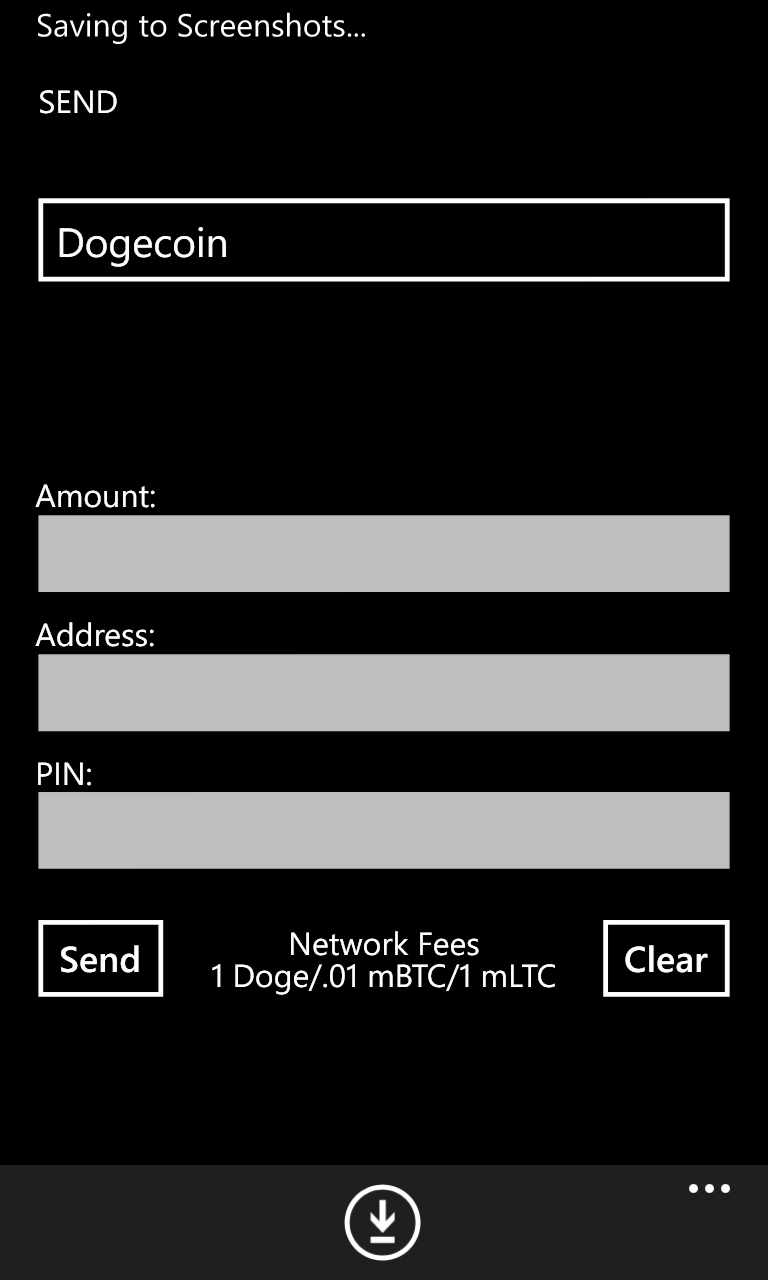 Saving to Screenshots...
SEND
Dogecoin
Amount:
Address:
PIN:
Send
Network Fees
1 Doge/.01 mBTC/1 mLTC
Clear